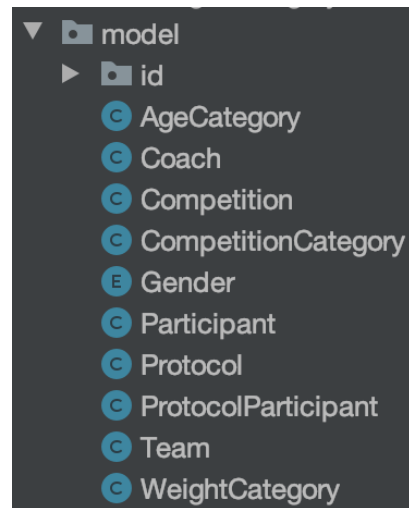 model
id
C AgeCategory
C Coach
C Competition
C CompetitionCategory
E Gender
C Participant
C Protocol
C ProtocolParticipant
C Team
C WeightCategory